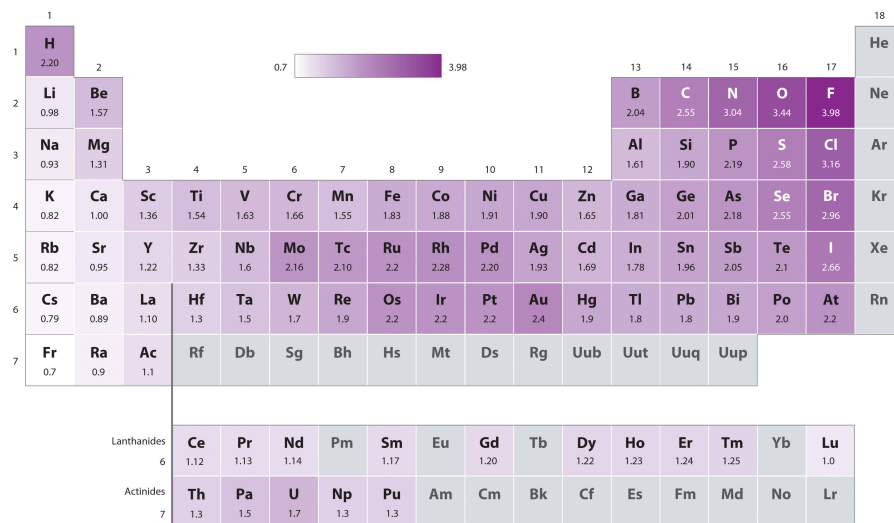 1 18
1 H He
2.20
2 0.7 3.98 13 14 15 16 17
2 Li Be B C N O F Ne
0.98 1.57 2.04 2.55 3.04 3.44 3.98
3 Na Mg Al Si P S Cl Ar
0.93 1.31 1.61 1.90 2.19 2.58 3.16
3 4 5 6 7 8 9 10 11 12
4 K Ca Sc Ti V Cr Mn Fe Co Ni Cu Zn Ga Ge As Se Br Kr
0.82 1.00 1.36 1.54 1.63 1.66 1.55 1.83 1.88 1.91 1.90 1.65 1.81 2.01 2.18 2.55 2.96
5 Rb Sr Y Zr Nb Mo Tc Ru Rh Pd Ag Cd In Sn Sb Te I Xe
0.82 0.95 1.22 1.33 1.6 2.16 2.10 2.2 2.28 2.20 1.93 1.69 1.78 1.96 2.05 2.1 2.66
6 Cs Ba La Hf Ta W Re Os Ir Pt Au Hg Tl Pb Bi Po At Rn
0.79 0.89 1.10 1.3 1.5 1.7 1.9 2.2 2.2 2.2 2.4 1.9 1.8 1.8 1.9 2.0 2.2
7 Fr Ra Ac Rf Db Sg Bh Hs Mt Ds Rg Uub Uut Uuq Uup
0.7 0.9 1.1
Lanthanides Ce Pr Nd Pm Sm Eu Gd Tb Dy Ho Er Tm Yb Lu
6 1.12 1.13 1.14 1.17 1.20 1.22 1.23 1.24 1.25 1.0
Actinides Th Pa U Np Pu Am Cm Bk Cf Es Fm Md No Lr
7 1.3 1.5 1.7 1.3 1.3